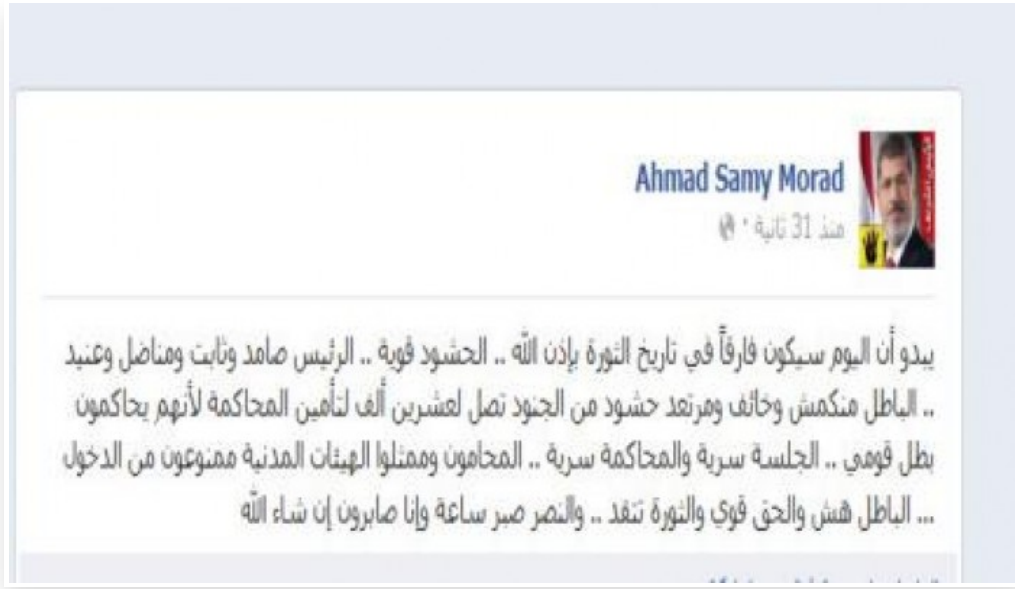 Ahmad Samy Morad
منذ 31 ثانية ·
يبدو أن اليوم سيكون فارقاً في تاريخ الثورة بإذن الله .. الحشود قوية .. الرئيس صامد وثابت ومناضل وعنيد
.. الباطل منكمش وخائف ومرتعد حشود من الجنود تصل لعشرين ألف لتأمين المحاكمة لأنهم يحاكمون
بطل قومي .. الجلسة سرية والمحاكمة سرية .. المحامون وممثلوا الهيئات المدنية ممنوعون من الدخول
... الباطل هش والحق قوي والثورة تتقد .. والنصر صبر ساعة وإنا صابرون إن شاء الله